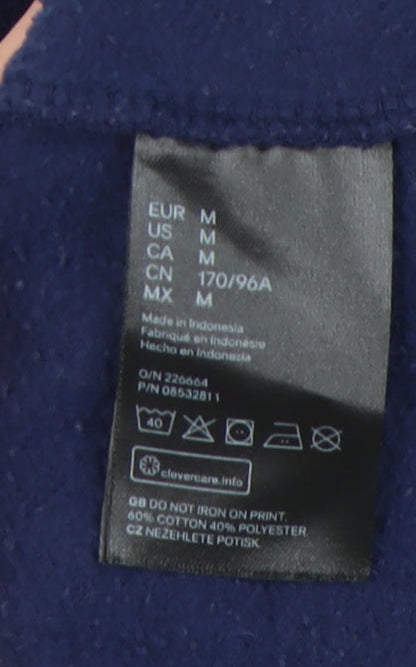 EUR M
US M
CA M
CN 170/96A
MX M
Made in Indonesia
Fabriqué en Indonésie
Hecho en Indonesia
O/N 226664
P/N 08532811
40
clevercare.info
GB DO NOT IRON ON PRINT.
60% COTTON 40% POLYESTER
CZ NEŽEHLETE POTISK